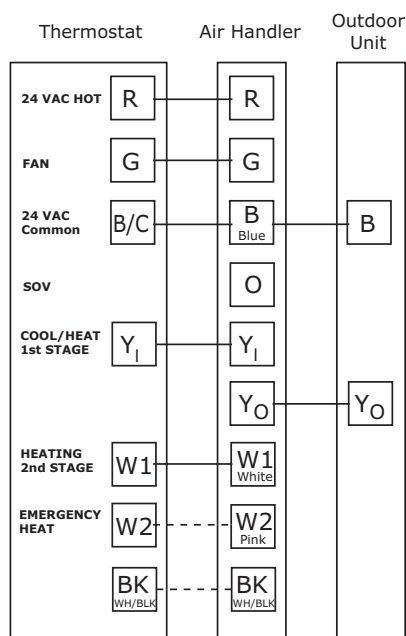 Thermostat
Air Handler
Outdoor
Unit
24 VAC HOT
R
R
FAN
G
G
24 VAC
Common
B/C
B
Blue
B
SOV
O
COOL/HEAT
1st STAGE
YI
YI
YO
YO
HEATING
2nd STAGE
W1
W1
White
EMERGENCY
HEAT
W2
W2
Pink
BK
WH/BLK
BK
WH/BLK